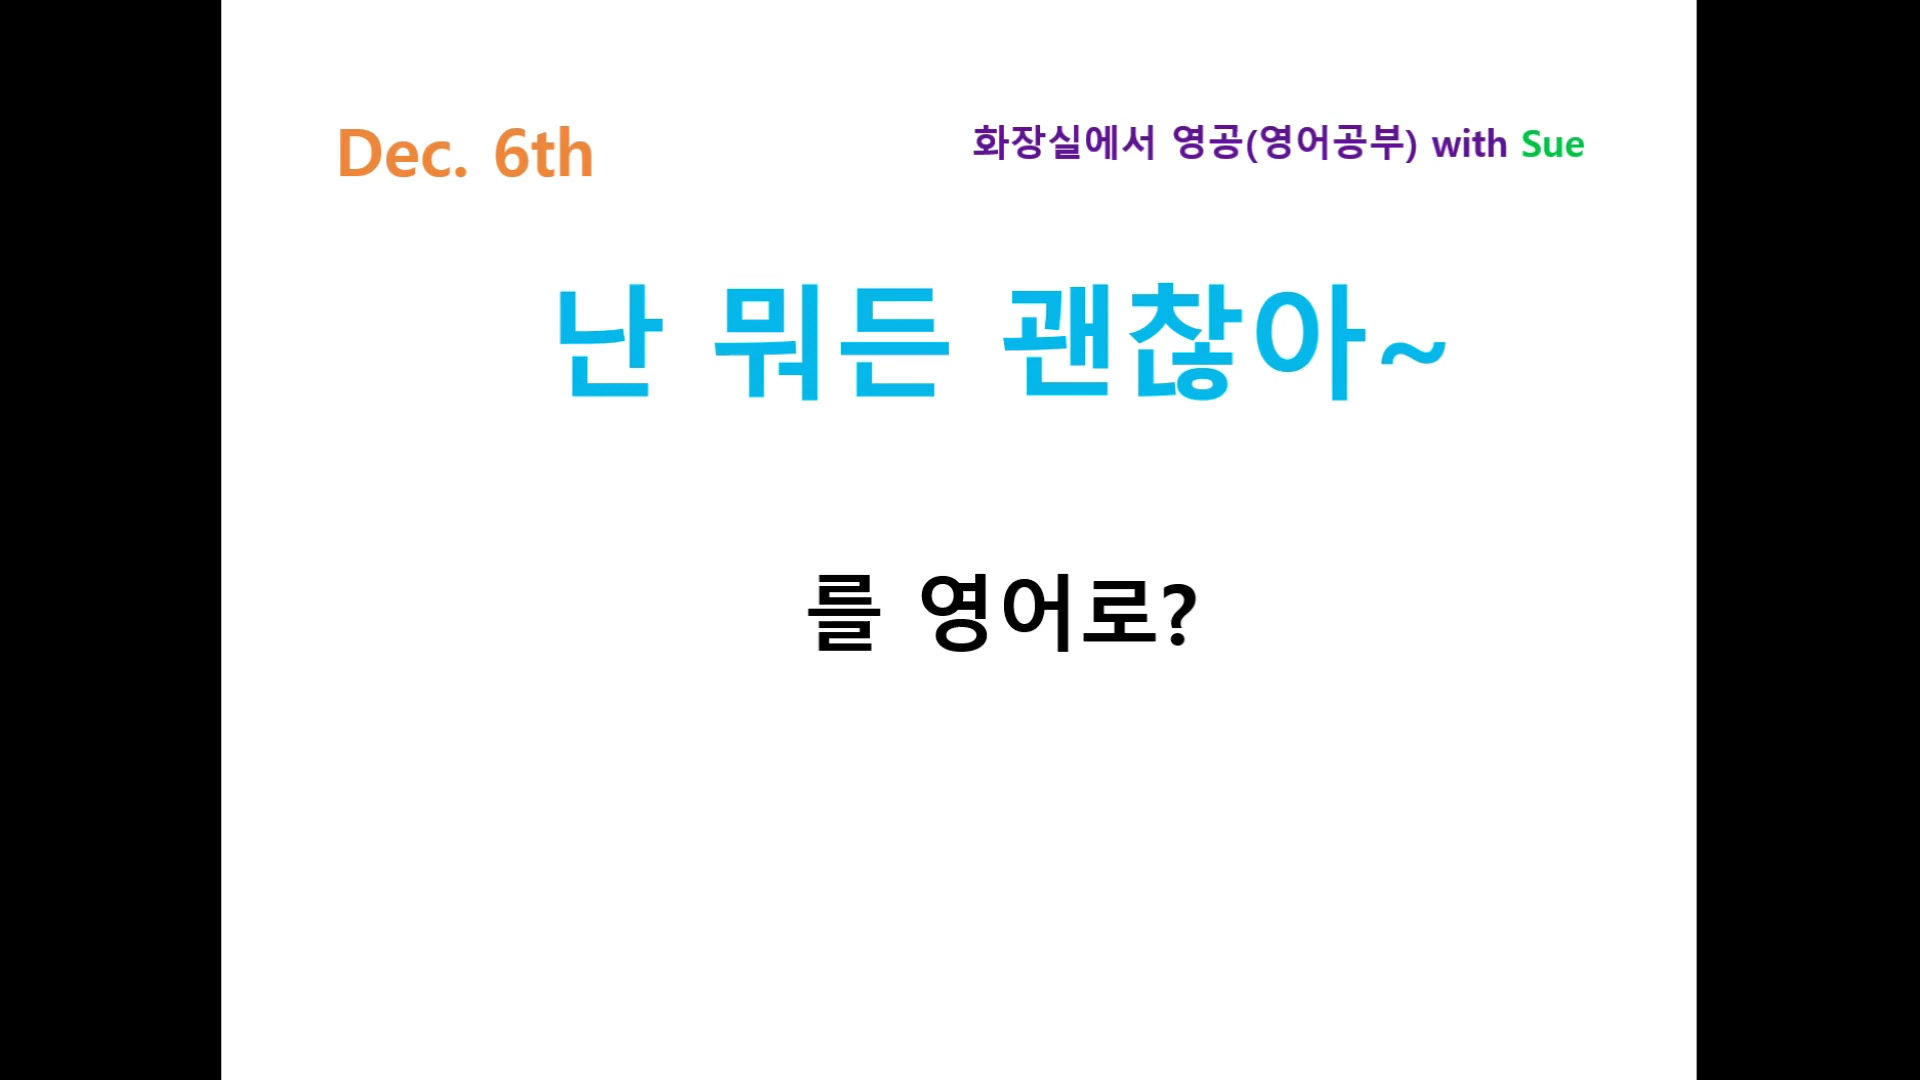 Dec. 6th
화장실에서 영공(영어공부) with Sue
난 뭐든 괜찮아~
를 영어로?